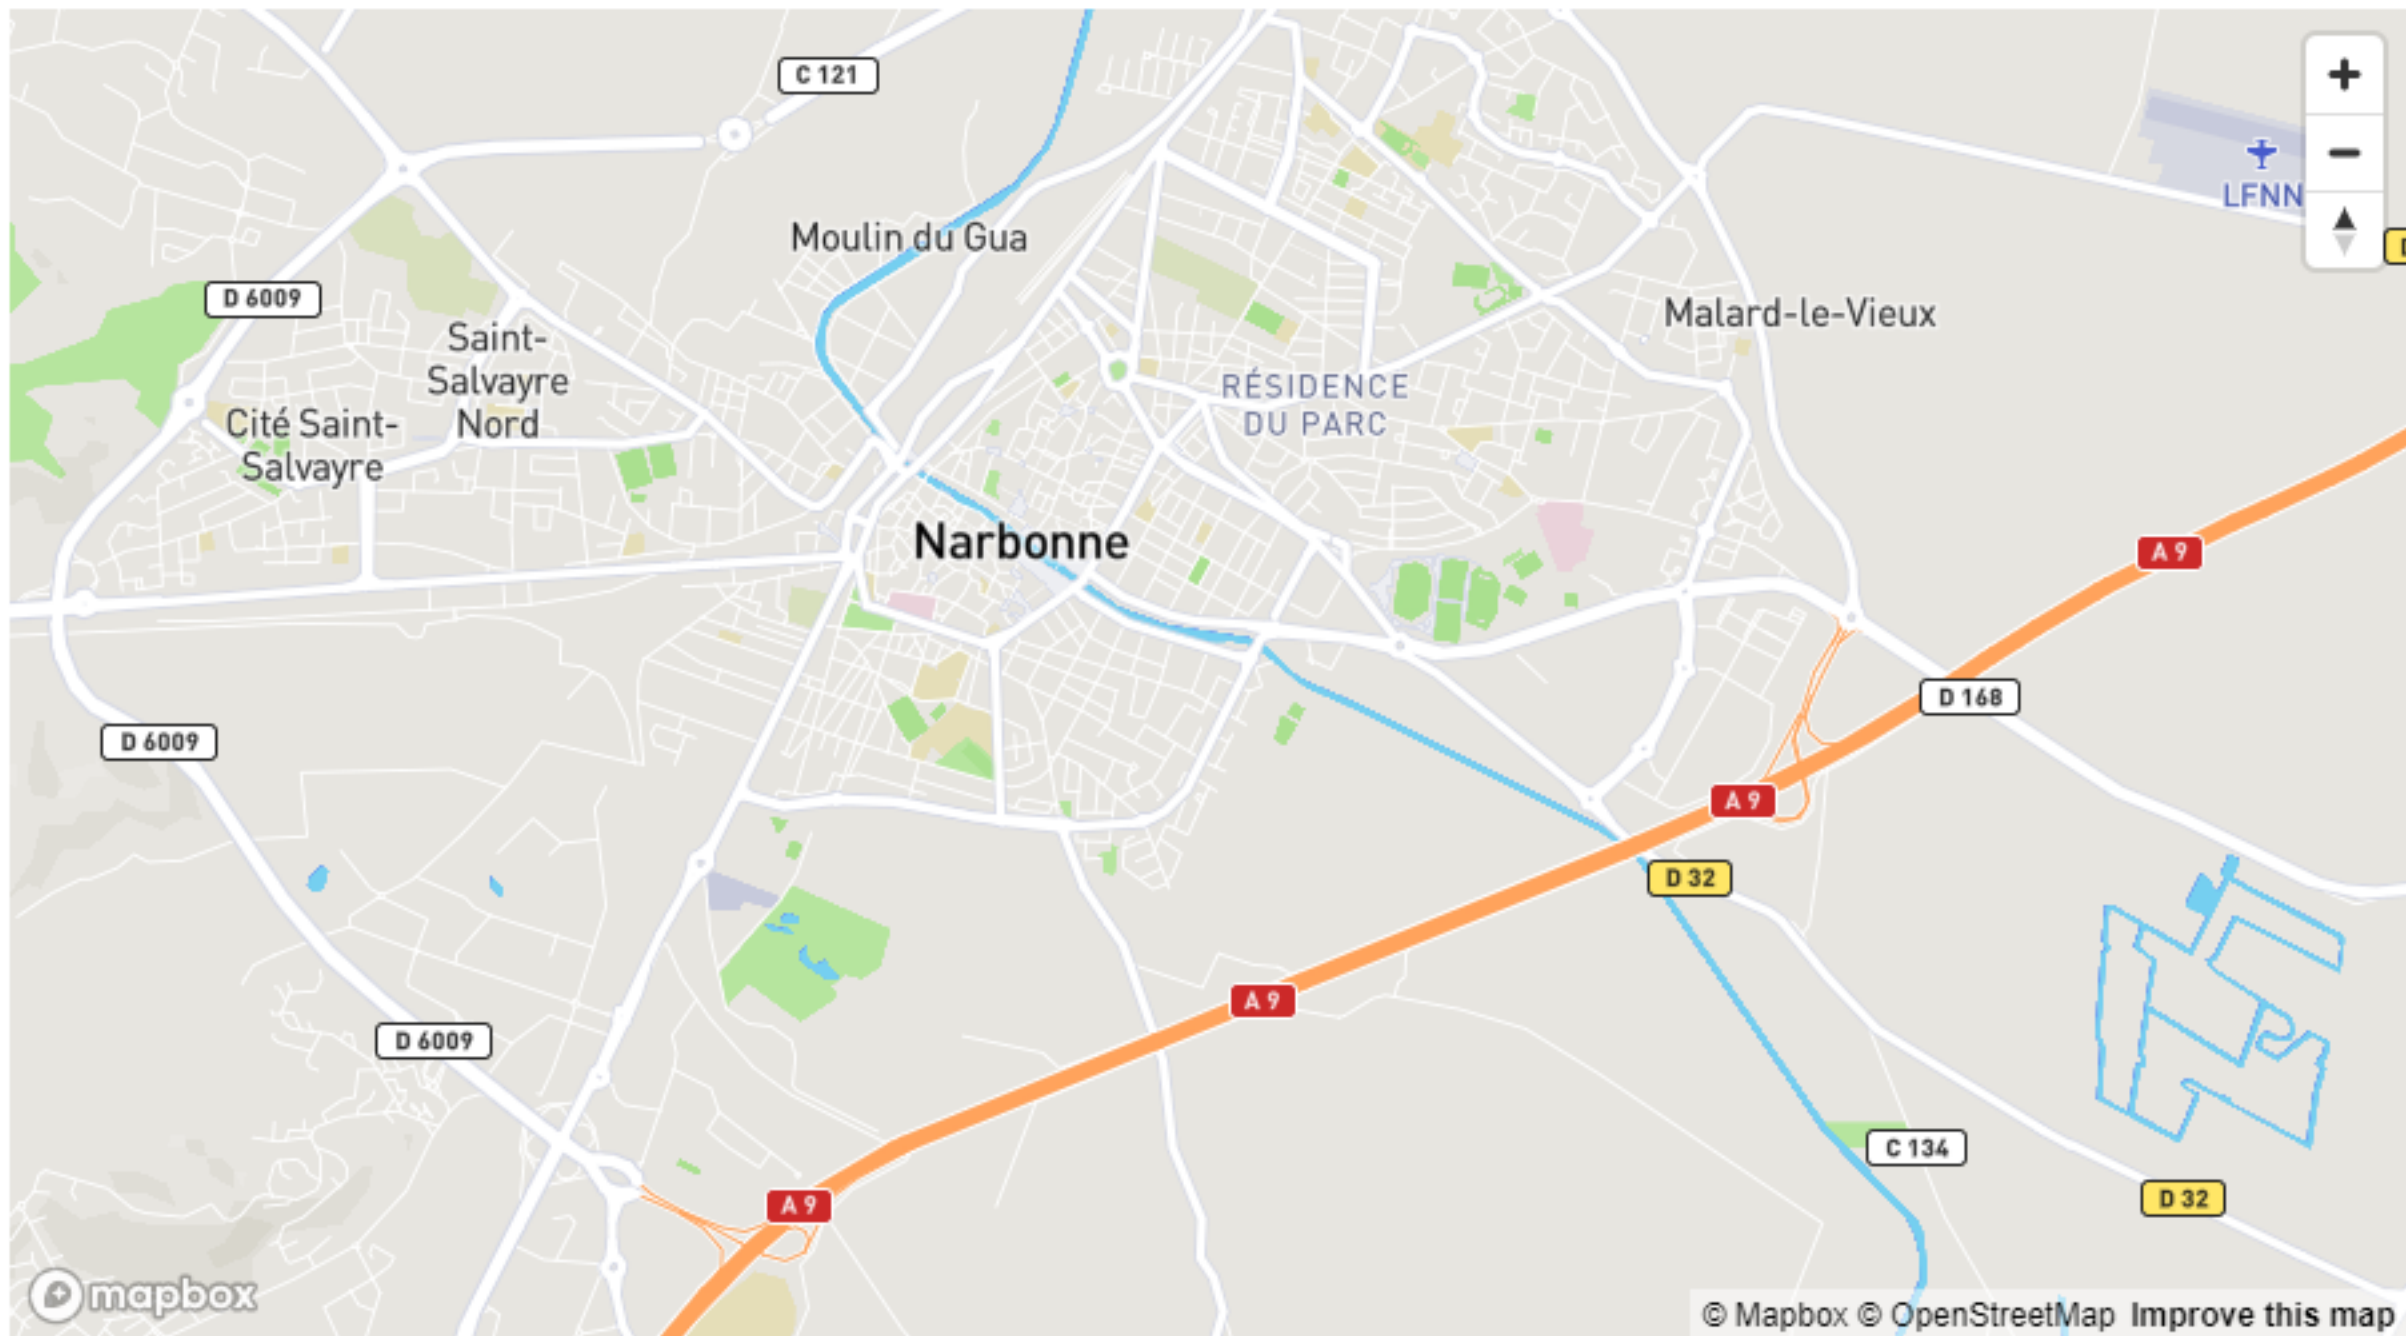 C 121
LFNN
Moulin du Gua
D 6009
Malard-le-Vieux
Saint-
Salvayre
Nord
RÉSIDENCE
DU PARC
Cité Saint-
Salvayre
Narbonne
A 9
D 168
D 6009
A 9
D 32
A 9
D 6009
C 134
A 9
D 32
mapbox
© Mapbox © OpenStreetMap Improve this map